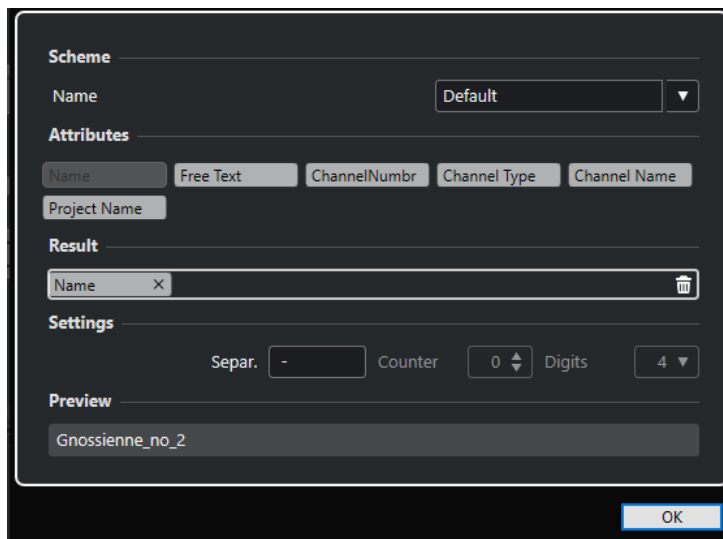 Scheme
Name Default
Attributes
Name Free Text ChannelNumbr Channel Type Channel Name
Project Name
Result
Name
Settings
Separ. - Counter 0 Digits 4
Preview
Gnossienne_no_2
OK